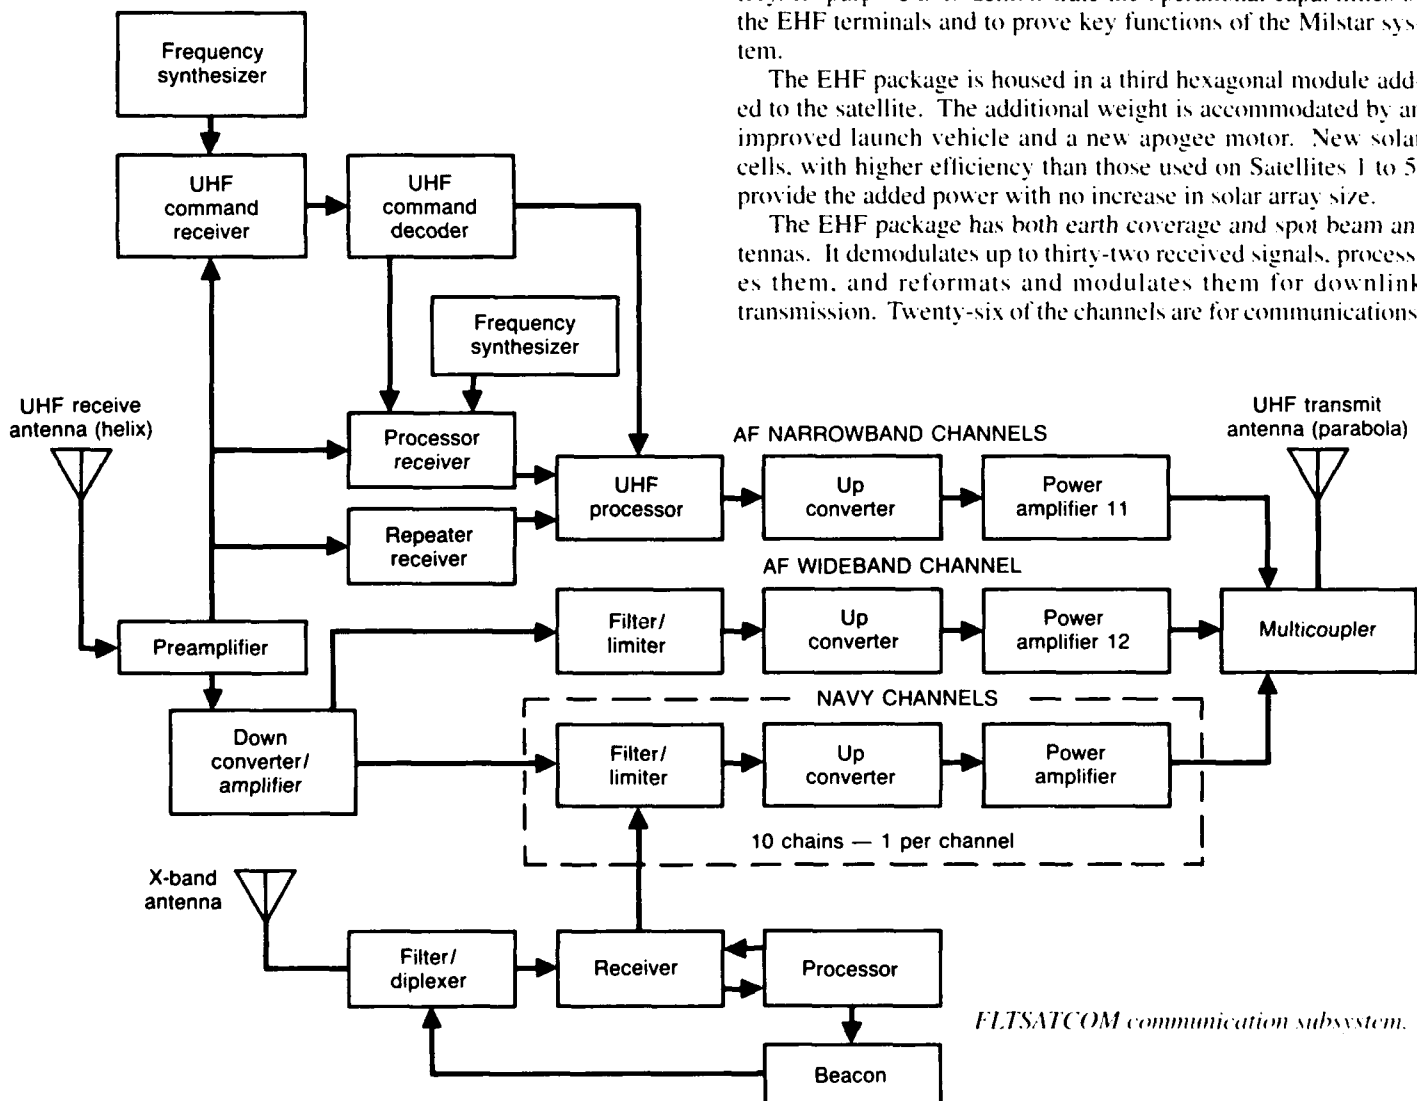 the EHF terminals and to prove key functions of the Milstar sys-
tem.
The EHF package is housed in a third hexagonal module add-
ed to the satellite. The additional weight is accommodated by an
improved launch vehicle and a new apogee motor. New solar
cells, with higher efficiency than those used on Satellites 1 to 5
provide the added power with no increase in solar array size.
The EHF package has both earth coverage and spot beam an-
tennas. It demodulates up to thirty-two received signals, process-
es them, and reformats and modulates them for downlink
transmission. Twenty-six of the channels are for communications
Frequency
synthesizer
UHF
command
receiver
UHF
command
decoder
Frequency
synthesizer
UHF receive
antenna (helix)
Processor
receiver
Repeater
receiver
UHF
processor
AF NARROWBAND CHANNELS
Up
converter
Power
amplifier 11
UHF transmit
antenna (parabola)
AF WIDEBAND CHANNEL
Preamplifier
Filter/
limiter
Up
converter
Power
amplifier 12
Multicoupler
Down
converter/
amplifier
NAVY CHANNELS
Filter/
limiter
Up
converter
Power
amplifier
10 chains — 1 per channel
X-band
antenna
Filter/
diplexer
Receiver
Processor
Beacon
FLTSATCOM communication subsystem.